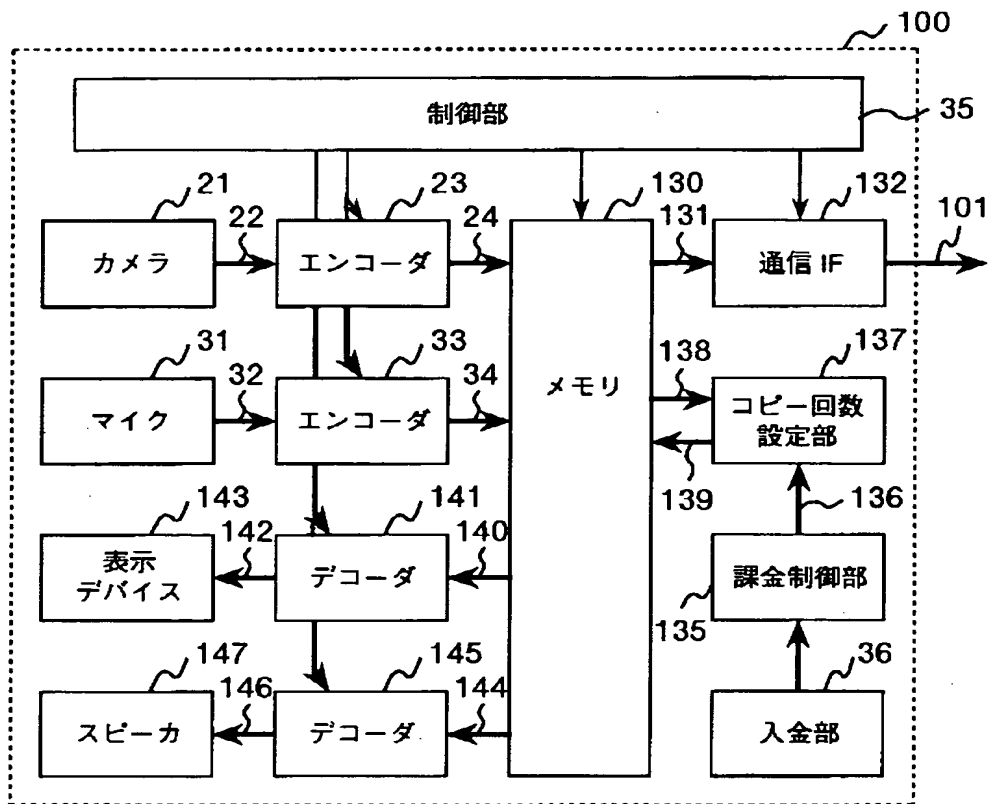 100
制御部
35
21
22
23
24
130
131
132
101
カメラ
エンコーダ
通信 IF
31
32
33
34
メモリ
138
137
マイク
エンコーダ
コピー回数
設定部
139
136
143
142
141
140
表示
デバイス
デコーダ
課金制御部
135
147
146
145
144
36
スピーカ
デコーダ
入金部